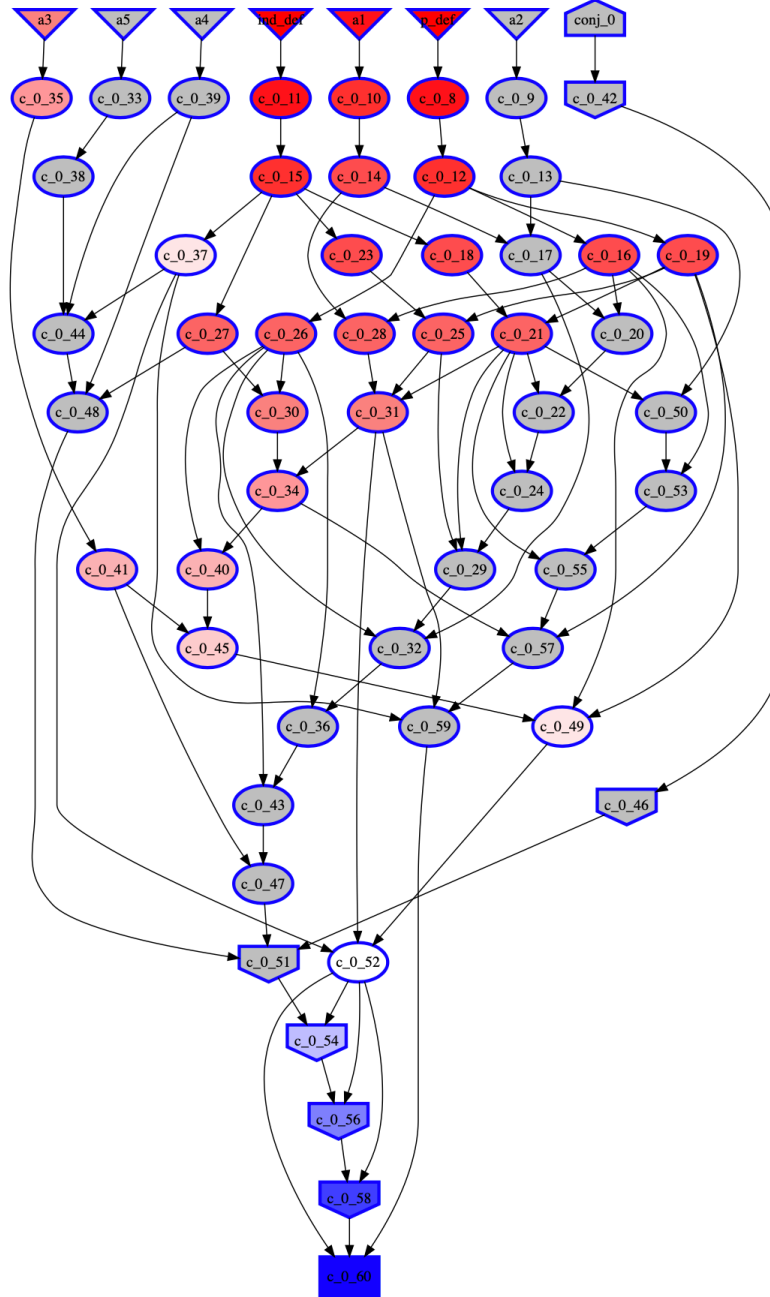 a3 a5 a4 ind_def a1 p_def a2 conj_0
c_0_35 c_0_33 c_0_39 c_0_11 c_0_10 c_0_8 c_0_9 c_0_42
c_0_38 c_0_15 c_0_14 c_0_12 c_0_13
c_0_37 c_0_23 c_0_18 c_0_17 c_0_16 c_0_19
c_0_44 c_0_27 c_0_26 c_0_28 c_0_25 c_0_21 c_0_20
c_0_48 c_0_30 c_0_31 c_0_22 c_0_50
c_0_34 c_0_24 c_0_53
c_0_41 c_0_40 c_0_29 c_0_55
c_0_45 c_0_32 c_0_57
c_0_36 c_0_59 c_0_49
c_0_43 c_0_46
c_0_47
c_0_51 c_0_52
c_0_54
c_0_56
c_0_58
c_0_60